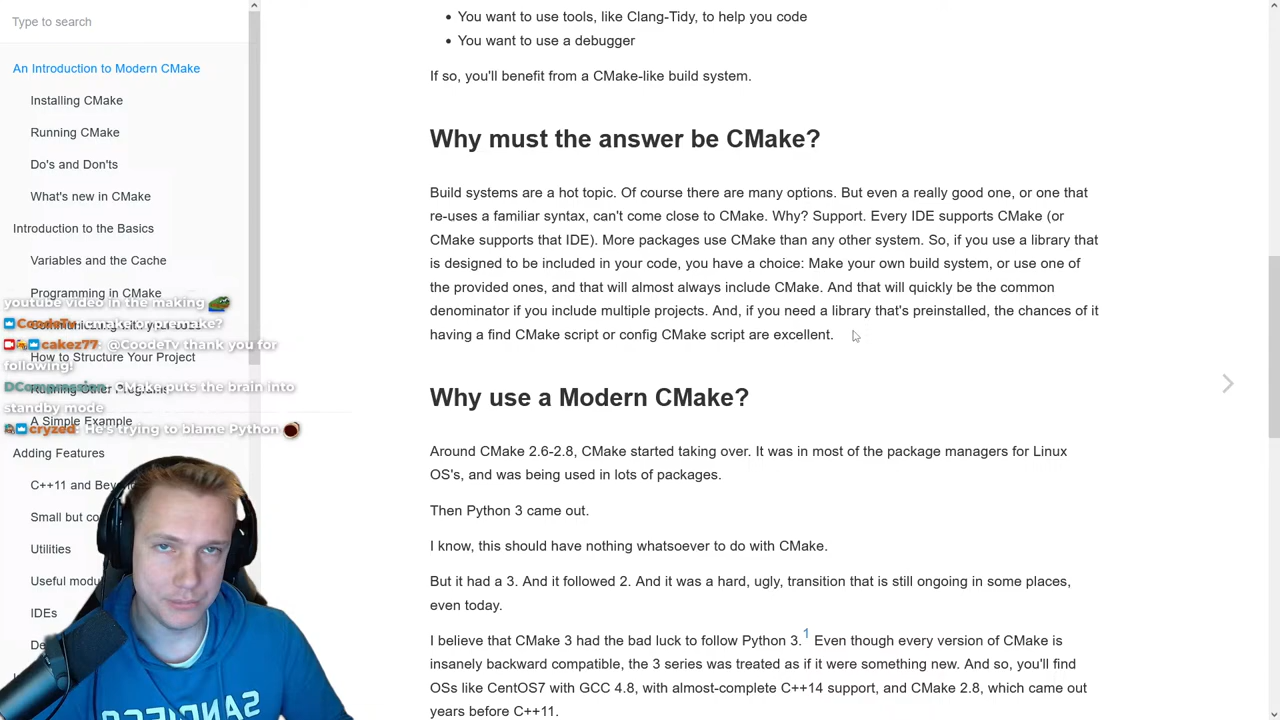 Type to search
An Introduction to Modern CMake
Installing CMake
Running CMake
Do's and Don'ts
What's new in CMake
Introduction to the Basics
Variables and the Cache
Programming in CMake
youtube video in the making
CoodeTv
to premake?
cakez77: @CoodeTv thank you for
following!
How to Structure Your Project
DCompression: CMake puts the brain into
standby mode
Running Other Programs
A Simple Example
cryzed: He's trying to blame Python
Adding Features
C++11 and
Small but
Utilities
Useful
IDEs
SANDIEGO
You want to use tools, like Clang-Tidy, to help you code
You want to use a debugger
If so, you'll benefit from a CMake-like build system.
Why must the answer be CMake?
Build systems are a hot topic. Of course there are many options. But even a really good one, or one that
re-uses a familiar syntax, can't come close to CMake. Why? Support. Every IDE supports CMake (or
CMake supports that IDE). More packages use CMake than any other system. So, if you use a library that
is designed to be included in your code, you have a choice: Make your own build system, or use one of
the provided ones, and that will almost always include CMake. And that will quickly be the common
denominator if you include multiple projects. And, if you need a library that's preinstalled, the chances of it
having a find CMake script or config CMake script are excellent.
Why use a Modern CMake?
Around CMake 2.6-2.8, CMake started taking over. It was in most of the package managers for Linux
OS's, and was being used in lots of packages.
Then Python 3 came out.
I know, this should have nothing whatsoever to do with CMake.
But it had a 3. And it followed 2. And it was a hard, ugly, transition that is still ongoing in some places,
even today.
I believe that CMake 3 had the bad luck to follow Python 3.1 Even though every version of CMake is
insanely backward compatible, the 3 series was treated as if it were something new. And so, you'll find
OSs like CentOS7 with GCC 4.8, with almost-complete C++14 support, and CMake 2.8, which came out
years before C++11.